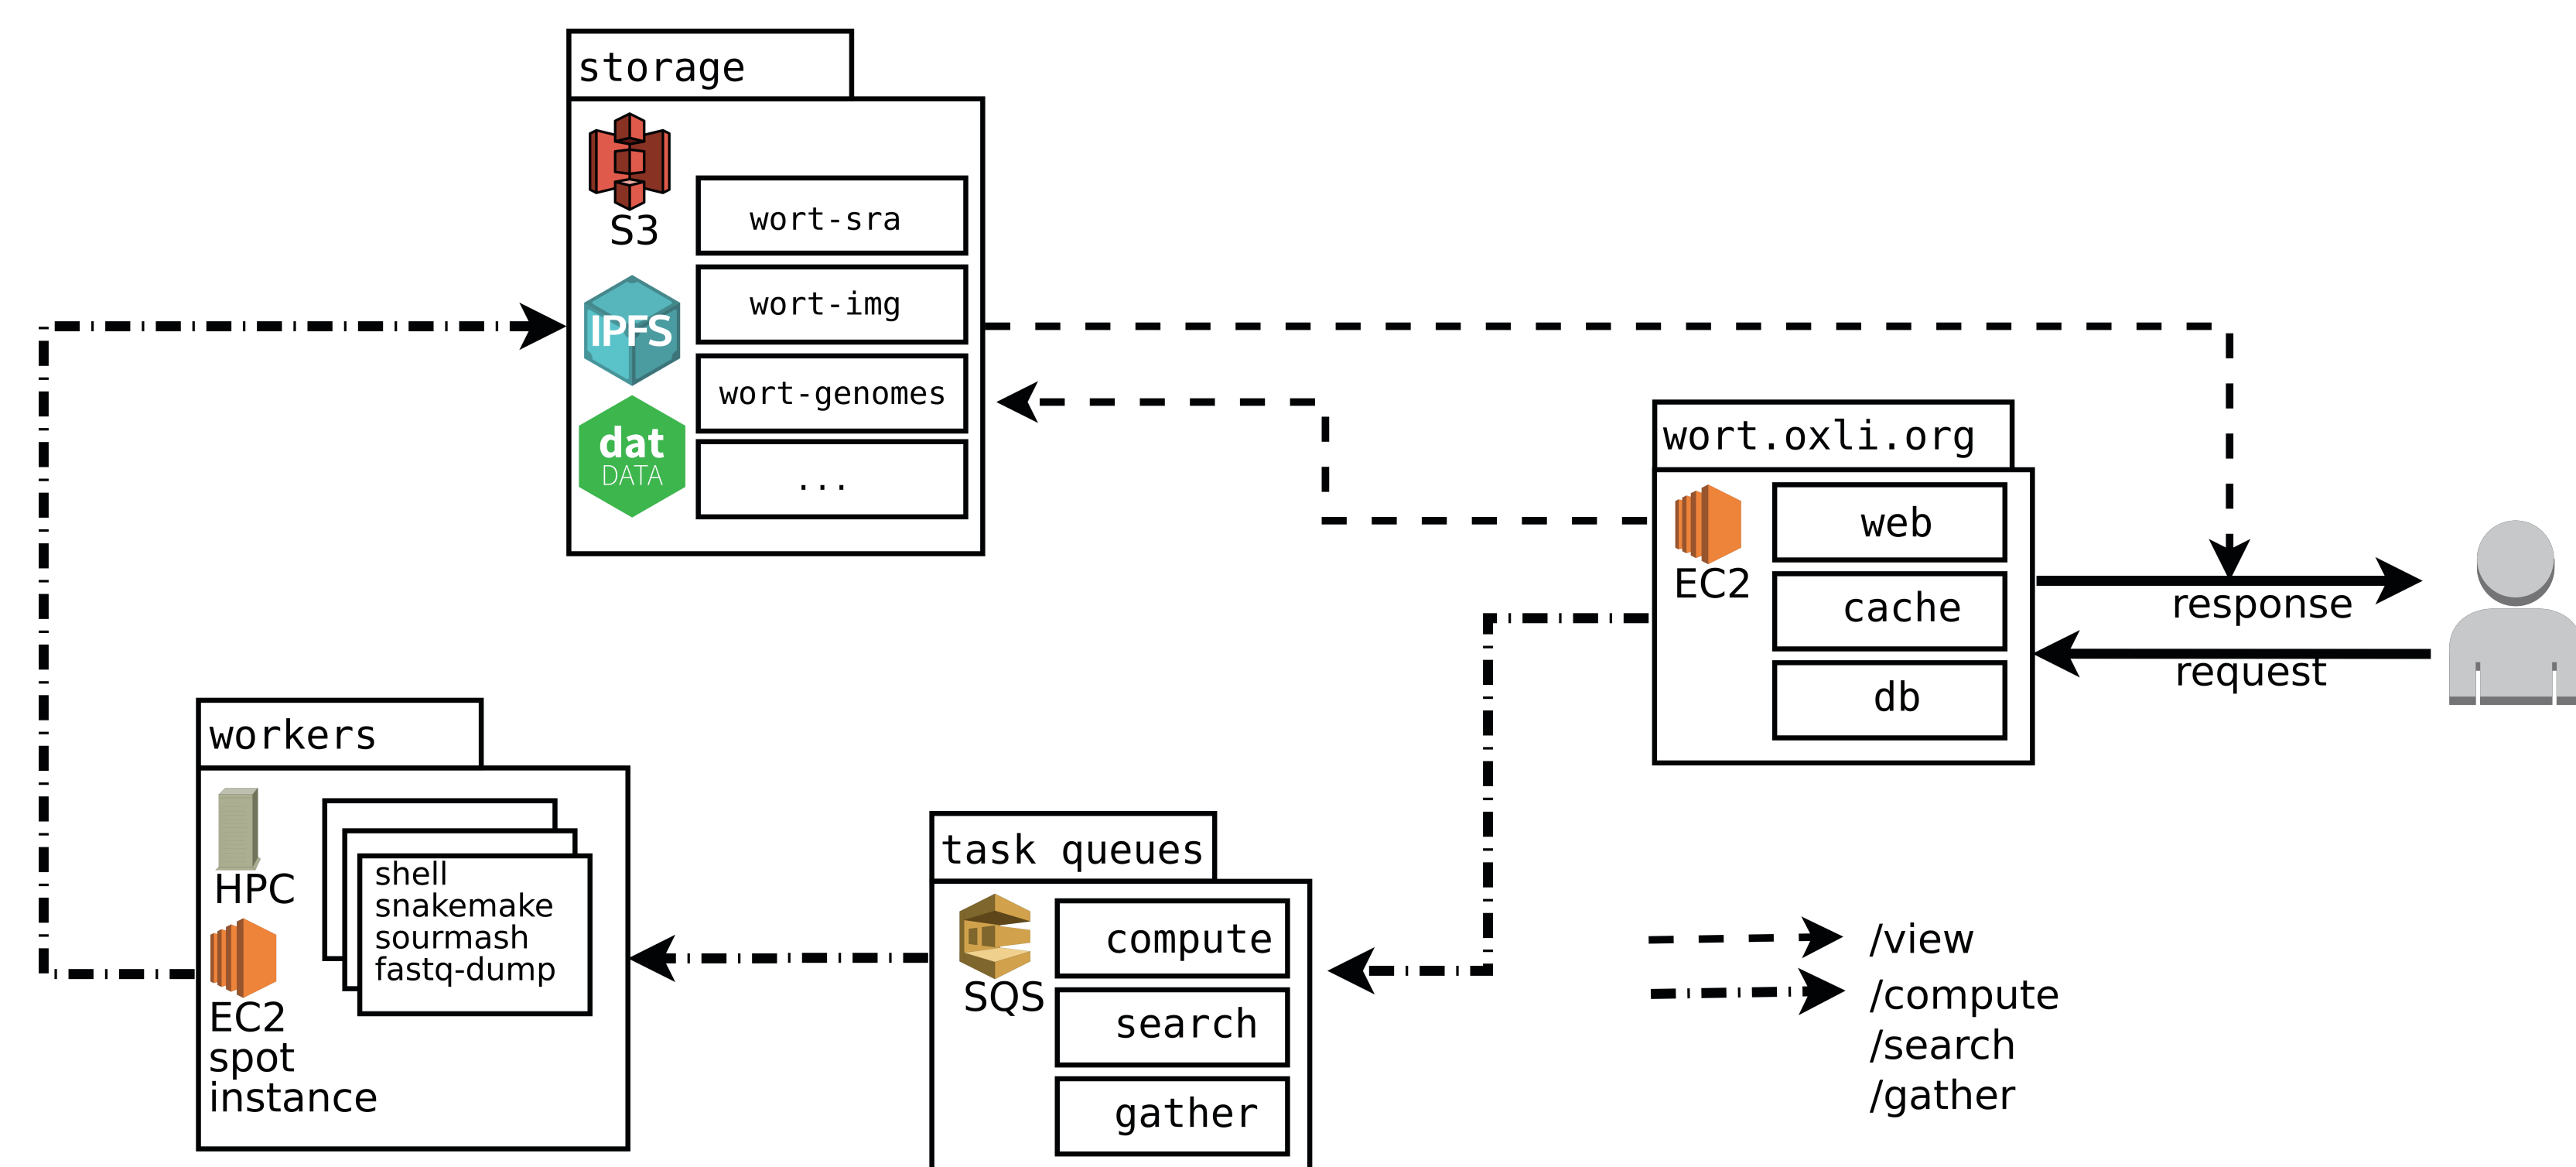 storage
S3
wort-sra
wort-img
IPFS
wort-genomes
dat
DATA
...
wort.oxli.org
EC2
web
cache
db
response
request
workers
HPC
shell
snakemake
sourmash
fastq-dump
EC2
spot
instance
task queues
SQS
compute
search
gather
/view
/compute
/search
/gather